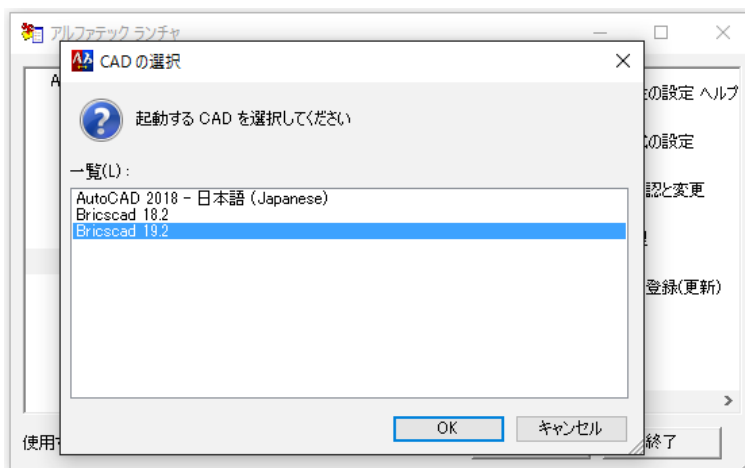 アルファテック ランチャ
CAD の選択
起動する CAD を選択してください
一覧(L) :
AutoCAD 2018 - 日本語 (Japanese)
Bricscad 18.2
Bricscad 19.2
OK
キャンセル
の設定 ヘルプ
の設定
認と変更
登録(更新)
使用
終了